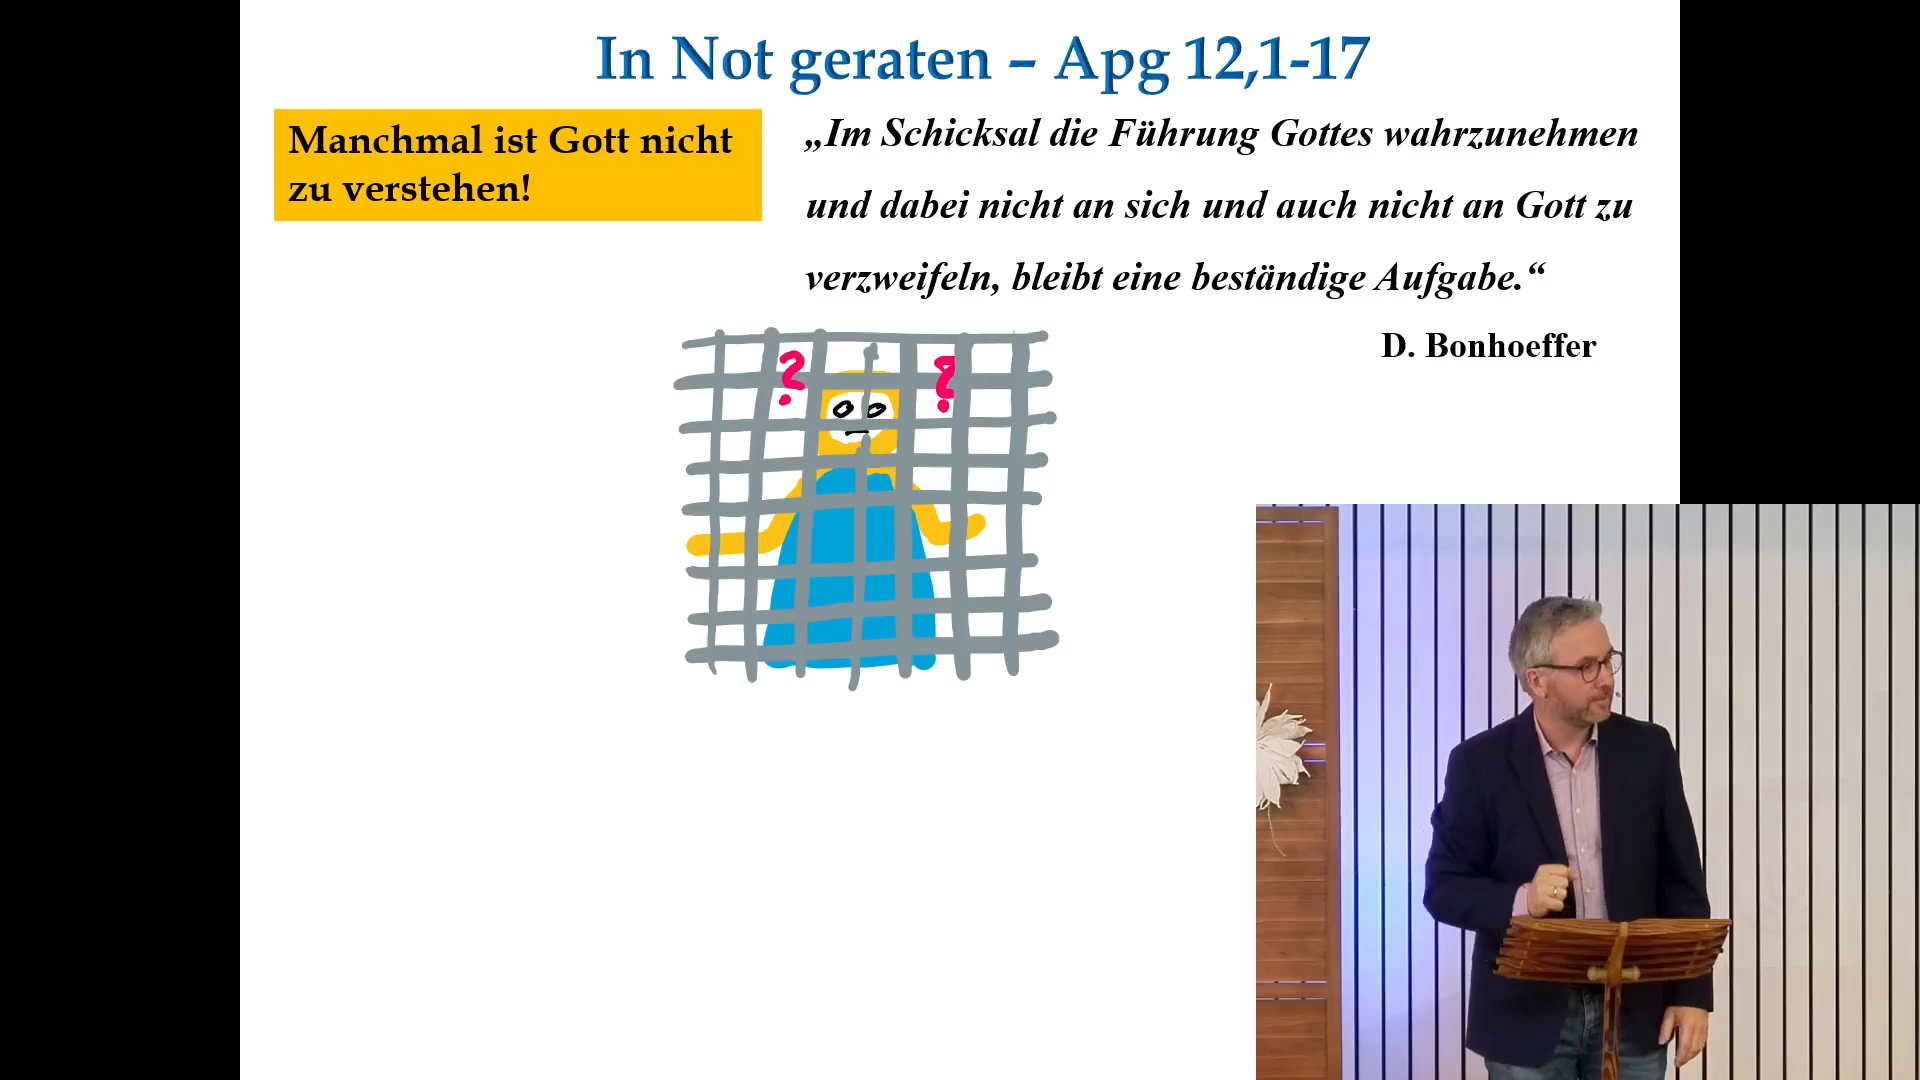 In Not geraten – Apg 12,1-17
Manchmal ist Gott nicht
zu verstehen!
„Im Schicksal die Führung Gottes wahrzunehmen
und dabei nicht an sich und auch nicht an Gott zu
verzweifeln, bleibt eine beständige Aufgabe.“
D. Bonhoeffer
? ?